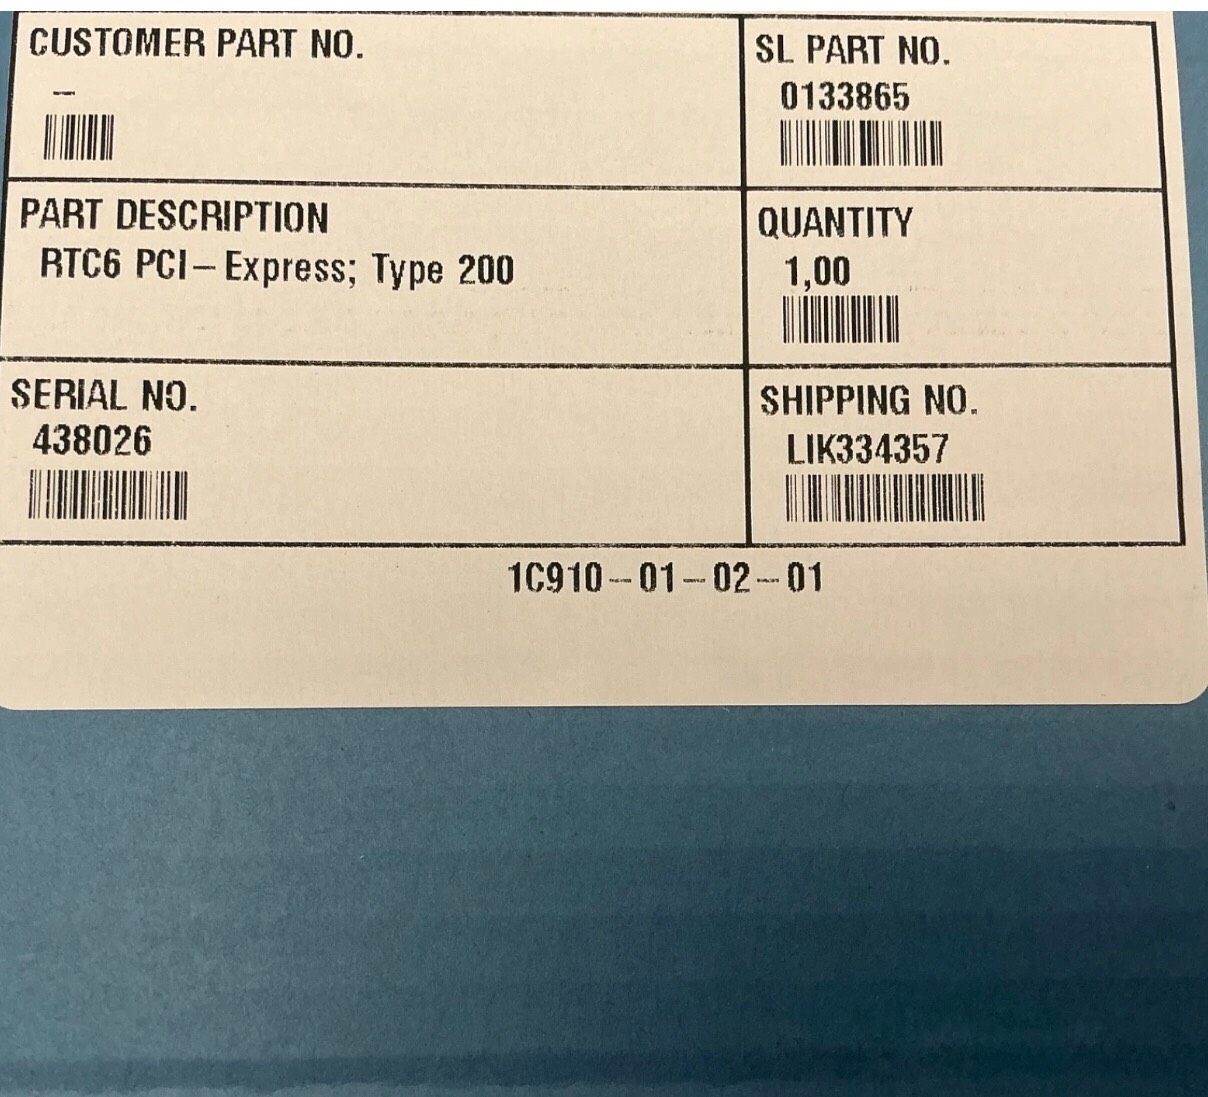 CUSTOMER PART NO.
–
SL PART NO.
0133865
PART DESCRIPTION
RTC6 PCI–Express; Type 200
QUANTITY
1,00
SERIAL NO.
438026
SHIPPING NO.
LIK334357
1C910–01–02–01